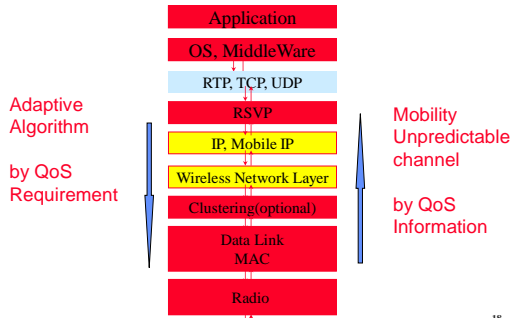 Application
OS, MiddleWare
RTP, TCP, UDP
RSVP
IP, Mobile IP
Wireless Network Layer
Clustering(optional)
Data Link
MAC
Radio
Adaptive
Algorithm
by QoS
Requirement
Mobility
Unpredictable
channel
by QoS
Information